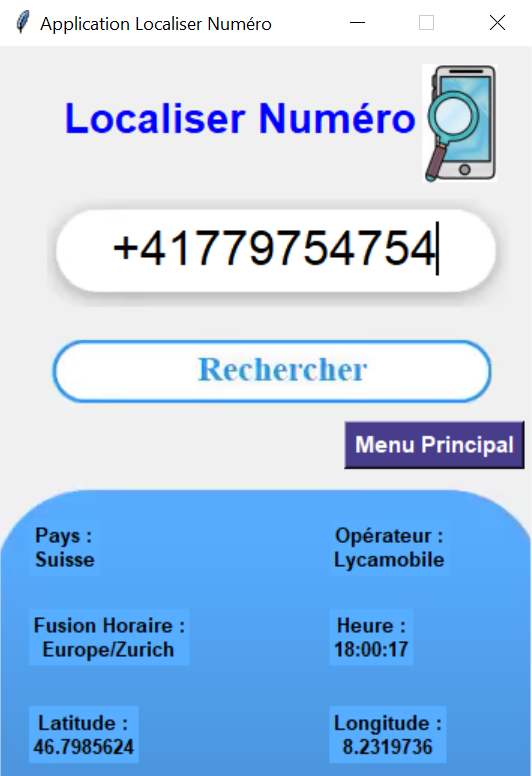 Application Localiser Numéro
Localiser Numéro
+41779754754
Rechercher
Menu Principal
Pays :
Suisse
Opérateur :
Lycamobile
Fusion Horaire :
Europe/Zurich
Heure :
18:00:17
Latitude :
46.7985624
Longitude :
8.2319736